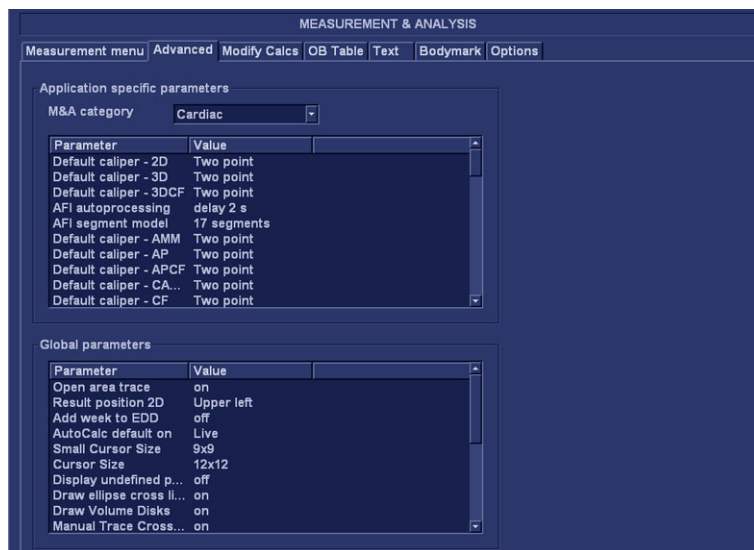 MEASUREMENT & ANALYSIS
Measurement menu Advanced Modify Calcs OB Table Text Bodymark Options
Application specific parameters
M&A category Cardiac
Parameter Value
Default caliper - 2D Two point
Default caliper - 3D Two point
Default caliper - 3DCF Two point
AFI autoprocessing delay 2 s
AFI segment model 17 segments
Default caliper - AMM Two point
Default caliper - AP Two point
Default caliper - APCF Two point
Default caliper - CA... Two point
Default caliper - CF Two point
Global parameters
Parameter Value
Open area trace on
Result position 2D Upper left
Add week to EDD off
AutoCalc default on Live
Small Cursor Size 9x9
Cursor Size 12x12
Display undefined p... off
Draw ellipse cross li... on
Draw Volume Disks on
Manual Trace Cross... on